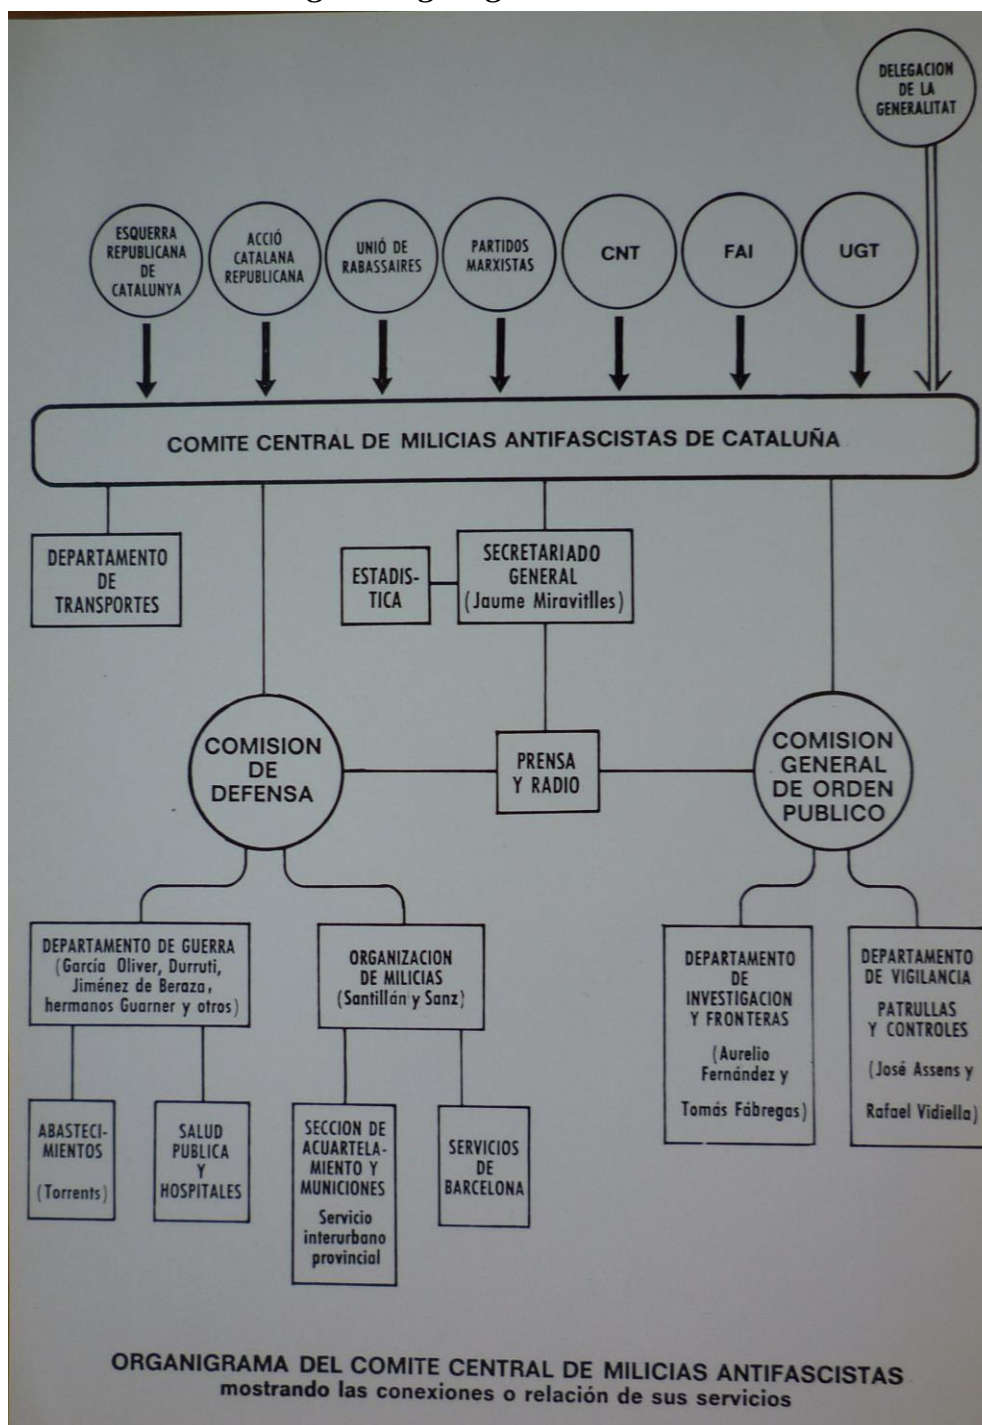 DELEGACION
DE LA
GENERALITAT
ESQUERRA
REPUBLICANA
DE
CATALUNYA
ACCIÓ
CATALANA
REPUBLICANA
UNIÓ DE
RABASSAIRES
PARTIDOS
MARXISTAS
CNT
FAI
UGT
COMITE CENTRAL DE MILICIAS ANTIFASCISTAS DE CATALUÑA
DEPARTAMENTO
DE
TRANSPORTES
ESTADIS-
TICA
SECRETARIADO
GENERAL
(Jaume Miravitlles)
COMISION
DE
DEFENSA
PRENSA
Y RADIO
COMISION
GENERAL
DE ORDEN
PUBLICO
DEPARTAMENTO DE GUERRA
(García Oliver, Durruti,
Jiménez de Beraza,
hermanos Guarner y otros)
ORGANIZACION
DE MILICIAS
(Santillán y Sanz)
DEPARTAMENTO
DE
INVESTIGACION
Y FRONTERAS
(Aurelio
Fernández y
Tomás Fábregas)
DEPARTAMENTO
DE VIGILANCIA
PATRULLAS
Y CONTROLES
(José Assens y
Rafael Vidiella)
ABASTECI-
MIENTOS
(Torrents)
SALUD
PUBLICA
Y
HOSPITALES
SECCION DE
ACUARTELA-
MIENTO Y
MUNICIONES
Servicio
interurbano
provincial
SERVICIOS
DE
BARCELONA
ORGANIGRAMA DEL COMITE CENTRAL DE MILICIAS ANTIFASCISTAS
mostrando las conexiones o relación de sus servicios